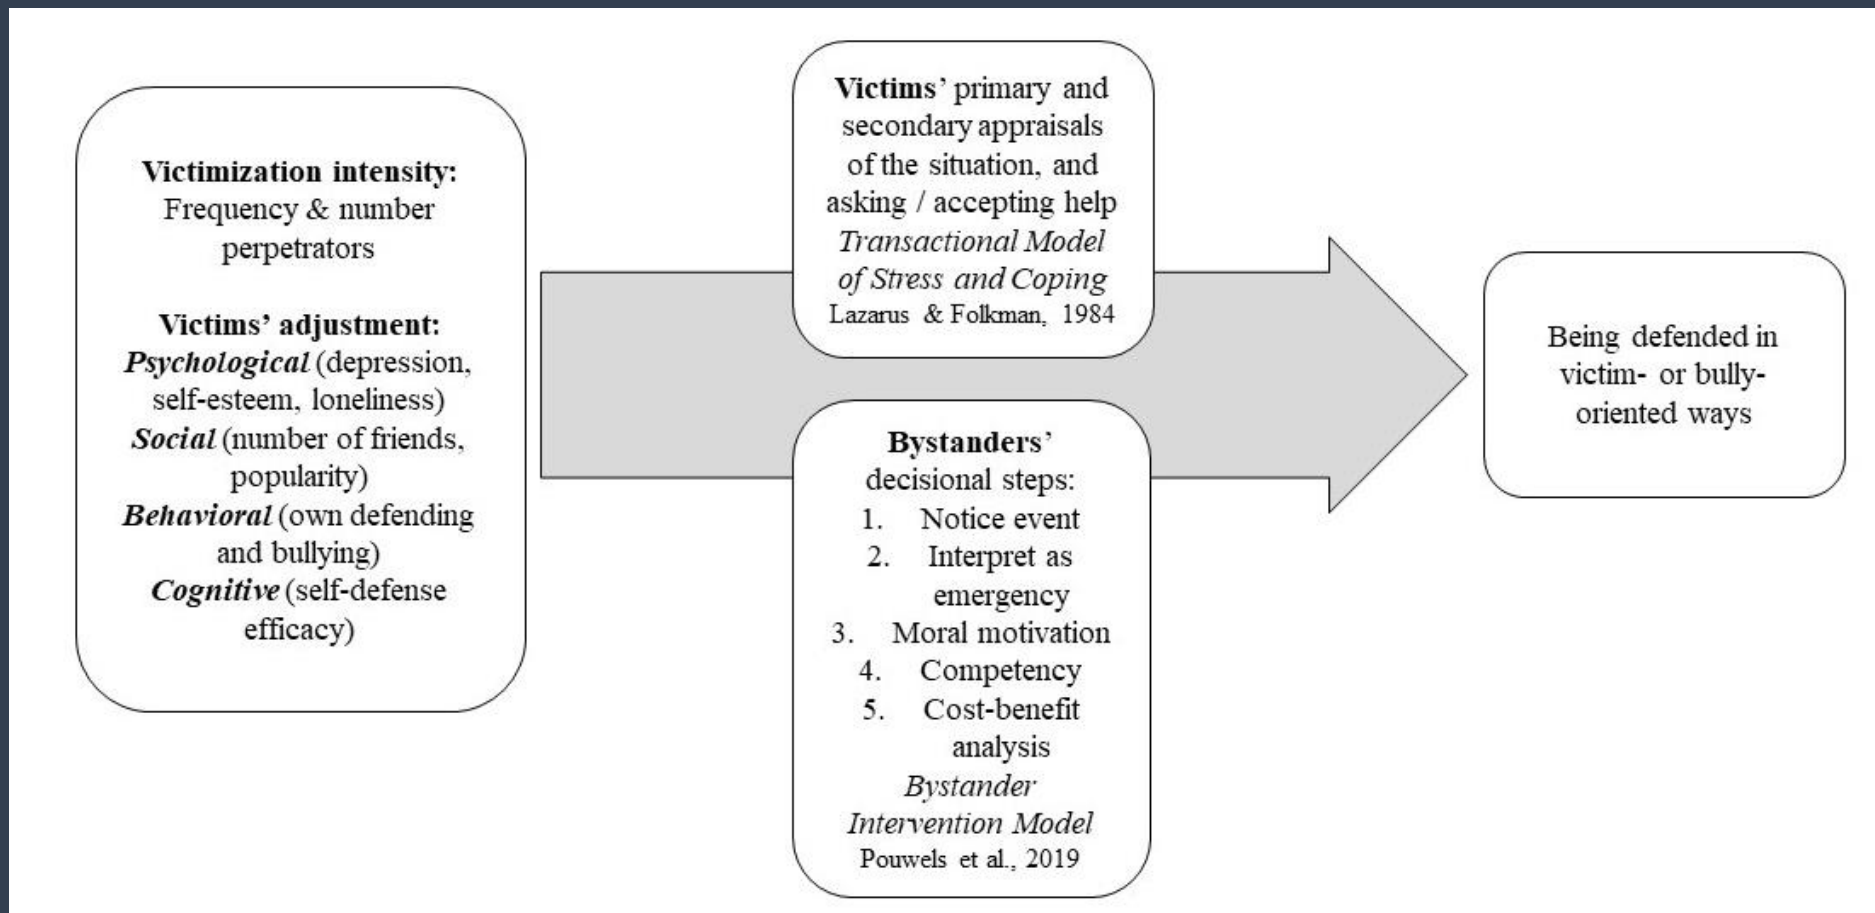 Victimization intensity:
Frequency & number
perpetrators
Victims’ adjustment:
Psychological (depression,
self-esteem, loneliness)
Social (number of friends,
popularity)
Behavioral (own defending
and bullying)
Cognitive (self-defense
efficacy)
Victims’ primary and
secondary appraisals
of the situation, and
asking / accepting help
Transactional Model
of Stress and Coping
Lazarus & Folkman, 1984
Bystanders’
decisional steps:
1. Notice event
2. Interpret as
emergency
3. Moral motivation
4. Competency
5. Cost-benefit
analysis
Bystander
Intervention Model
Pouwels et al., 2019
Being defended in
victim- or bully-
oriented ways